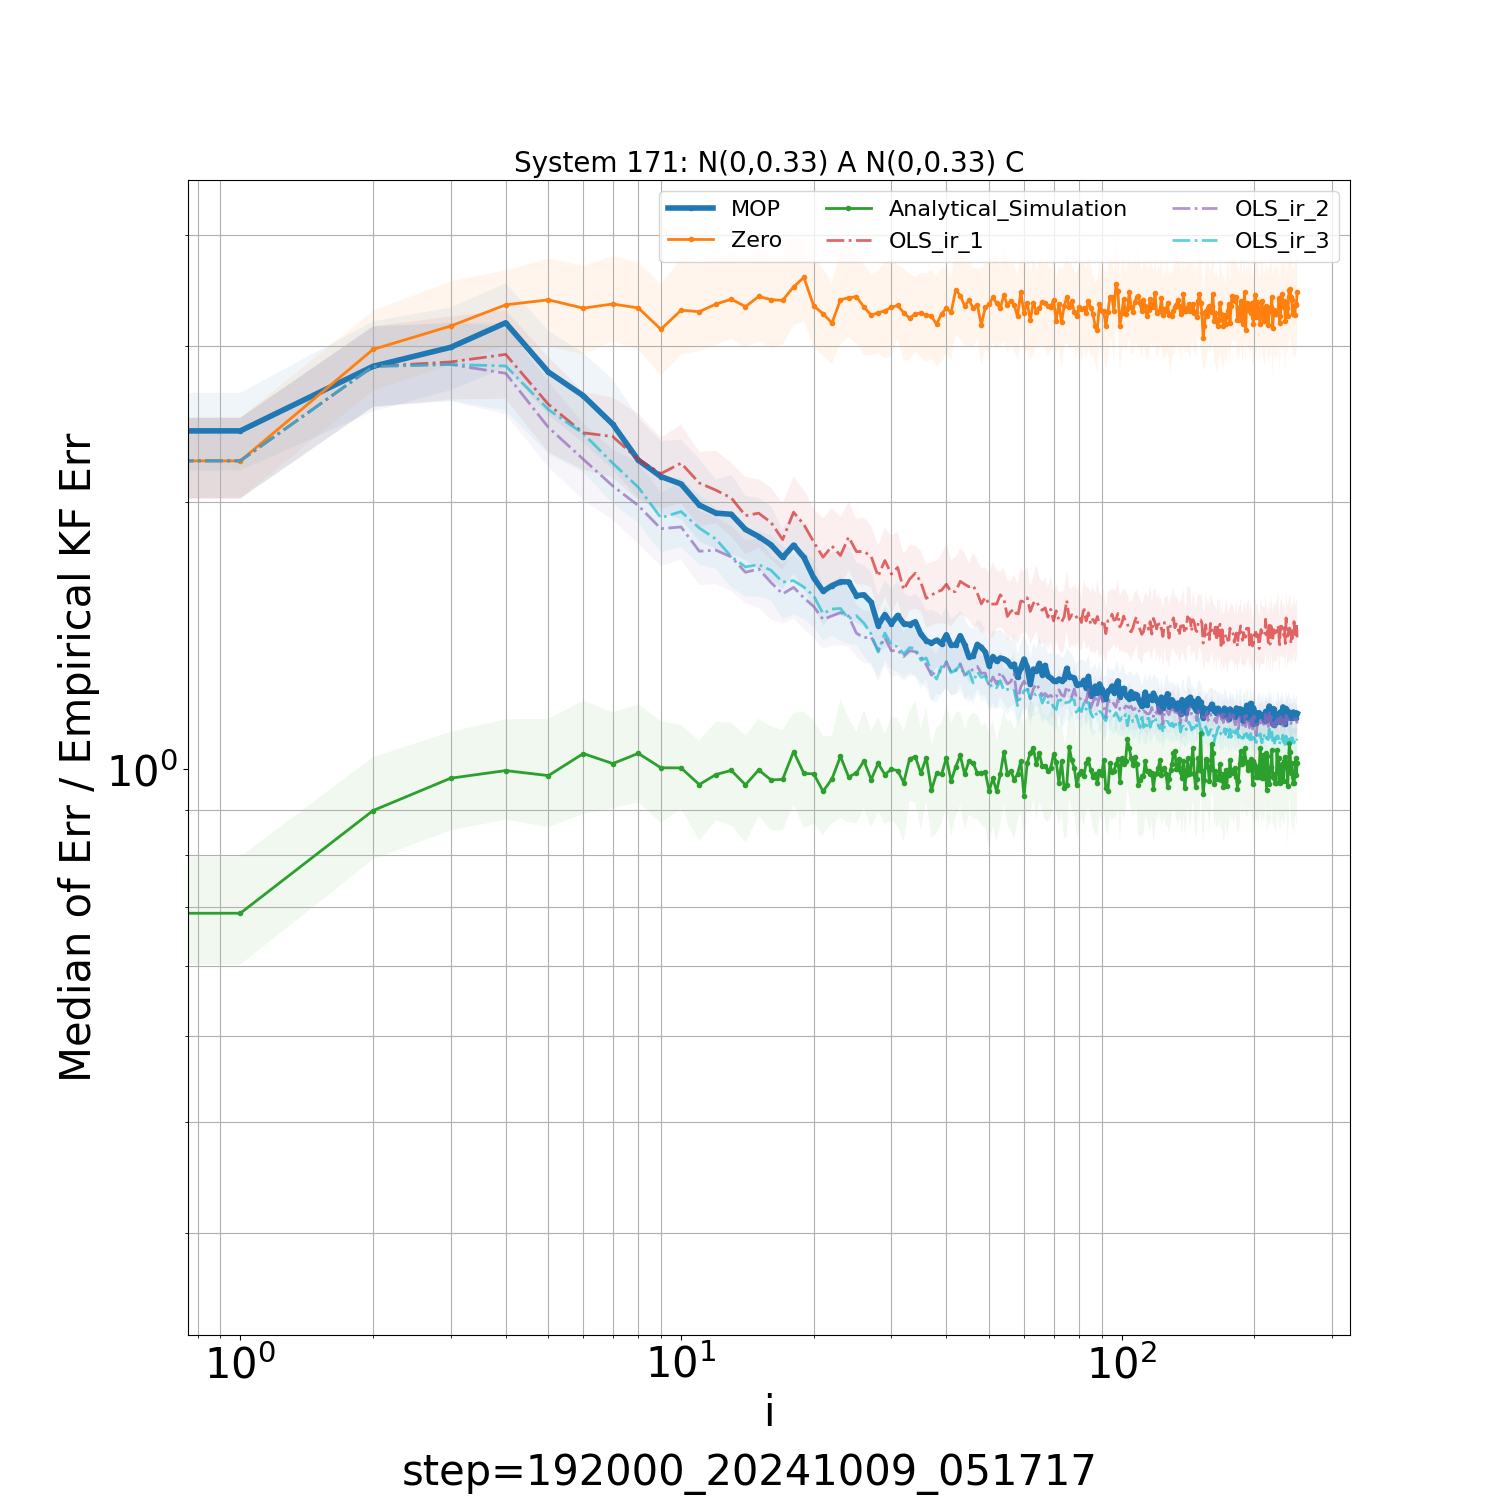 System 171: N(0,0.33) A N(0,0.33) C
MOP
Zero
Analytical_Simulation
OLS_ir_1
OLS_ir_2
OLS_ir_3
Median of Err / Empirical KF Err
10⁰
10⁰ 10¹ 10²
i
step=192000_20241009_051717